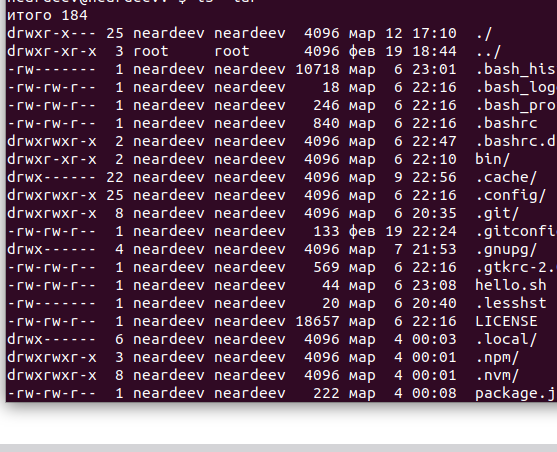 итого 184
drwxr-x--- 25 neardeev neardeev 4096 мар 12 17:10 ./
drwxr-xr-x 3 root root 4096 фев 19 18:44 ../
-rw------- 1 neardeev neardeev 10718 мар 6 23:01 .bash_his
-rw-rw-r-- 1 neardeev neardeev 18 мар 6 22:16 .bash_log
-rw-rw-r-- 1 neardeev neardeev 246 мар 6 22:16 .bash_pro
-rw-rw-r-- 1 neardeev neardeev 840 мар 6 22:16 .bashrc
drwxrwxr-x 2 neardeev neardeev 4096 мар 6 22:47 .bashrc.d
drwxr-xr-x 2 neardeev neardeev 4096 мар 6 22:10 bin/
drwx------ 22 neardeev neardeev 4096 мар 9 22:56 .cache/
drwxrwxr-x 25 neardeev neardeev 4096 мар 6 22:16 .config/
drwxrwxr-x 8 neardeev neardeev 4096 мар 6 20:35 .git/
-rw-rw-r-- 1 neardeev neardeev 133 фев 19 22:24 .gitconfi
drwx------ 4 neardeev neardeev 4096 мар 7 21:53 .gnupg/
-rw-rw-r-- 1 neardeev neardeev 569 мар 6 22:16 .gtkrc-2.
-rw-rw-r-- 1 neardeev neardeev 44 мар 6 23:08 hello.sh
-rw------- 1 neardeev neardeev 20 мар 6 20:40 .lesshst
-rw-rw-r-- 1 neardeev neardeev 18657 мар 6 22:16 LICENSE
drwx------ 6 neardeev neardeev 4096 мар 4 00:03 .local/
drwxrwxr-x 3 neardeev neardeev 4096 мар 4 00:01 .npm/
drwxrwxr-x 8 neardeev neardeev 4096 мар 4 00:01 .nvm/
-rw-rw-r-- 1 neardeev neardeev 222 мар 4 00:08 package.j